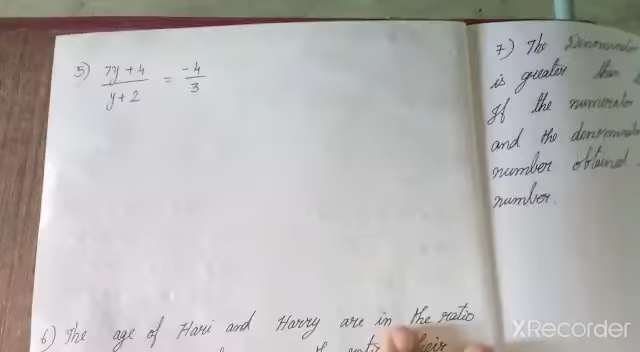 5) 7y+4 / y+2 = -4 / 3
6) The age of Hari and Harry are in the ratio
7) The
is greater than
If the numerator
and the
number obtained
number.
XRecorder